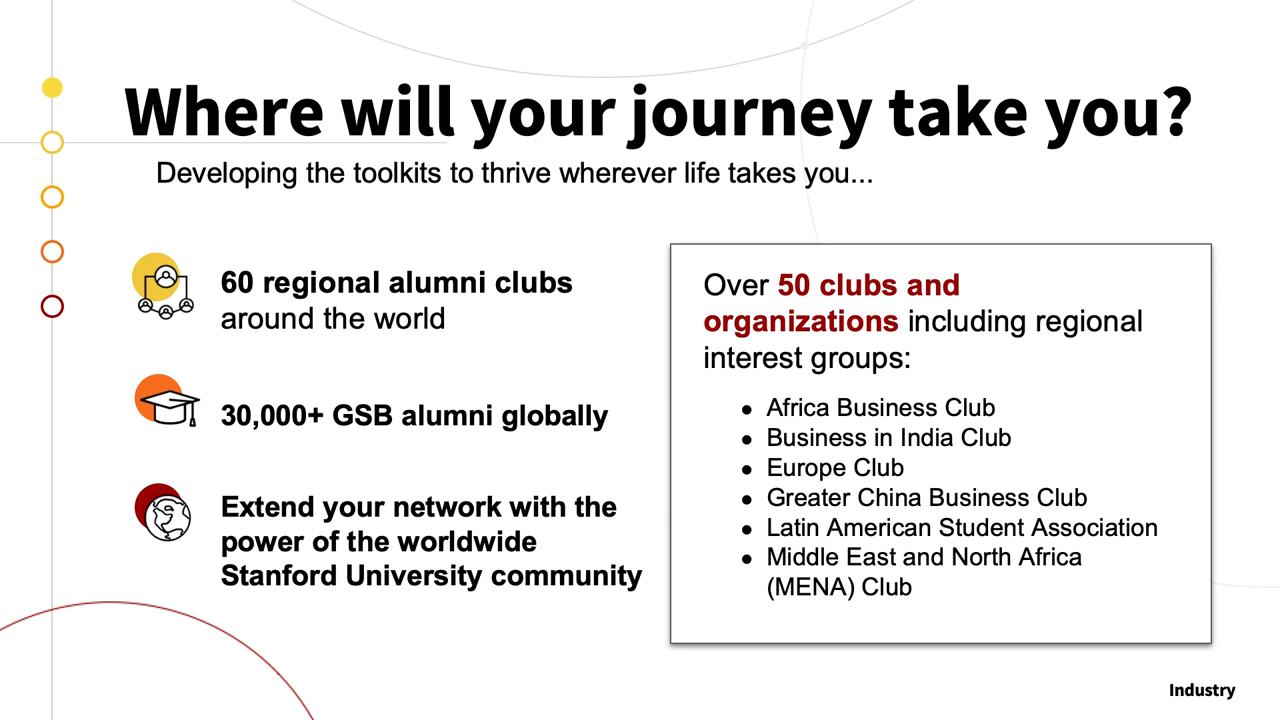 Where will your journey take you?
Developing the toolkits to thrive wherever life takes you...
60 regional alumni clubs
around the world
30,000+ GSB alumni globally
Extend your network with the
power of the worldwide
Stanford University community
Over 50 clubs and
organizations including regional
interest groups:
● Africa Business Club
● Business in India Club
● Europe Club
● Greater China Business Club
● Latin American Student Association
● Middle East and North Africa
(MENA) Club
Industry